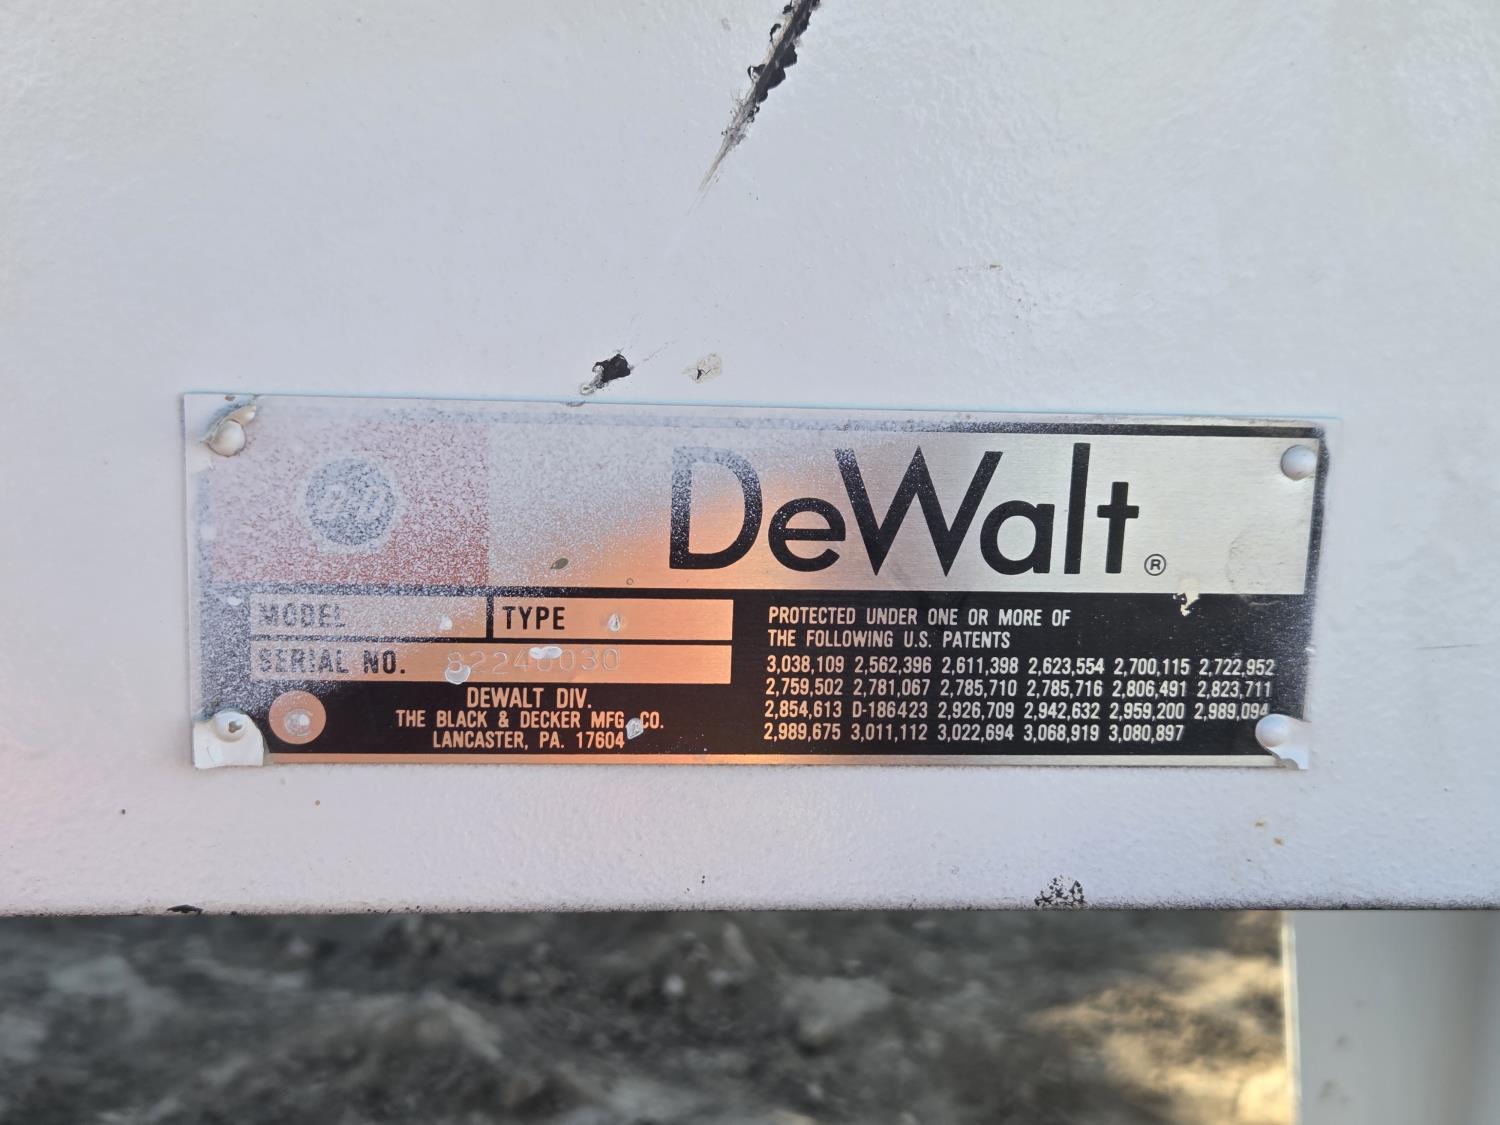 DeWalt®
MODEL TYPE
SERIAL NO. 82240030
DEWALT DIV.
THE BLACK & DECKER MFG. CO.
LANCASTER, PA. 17604
PROTECTED UNDER ONE OR MORE OF
THE FOLLOWING U.S. PATENTS
3,038,109 2,562,396 2,611,398 2,623,554 2,700,115 2,722,952
2,759,502 2,781,067 2,785,710 2,785,716 2,806,491 2,823,711
2,854,613 D-186423 2,926,709 2,942,632 2,959,200 2,989,094
2,989,675 3,011,112 3,022,694 3,068,919 3,080,897